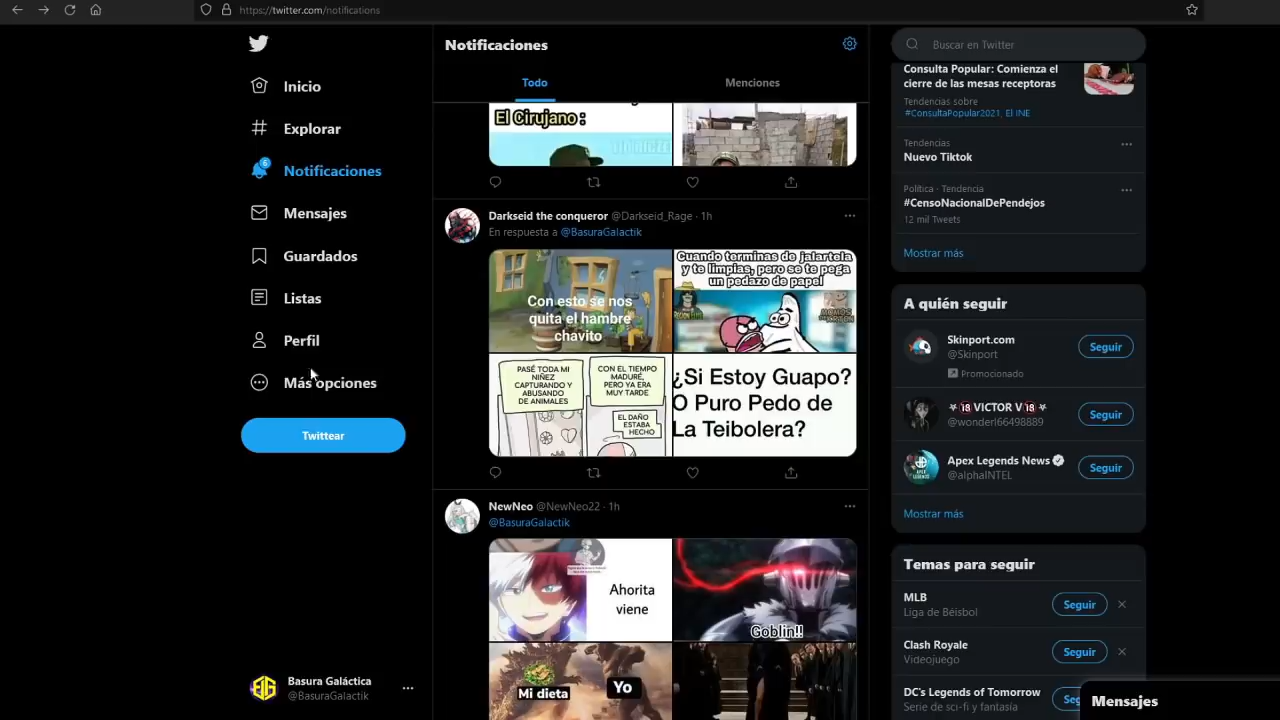 https://twitter.com/notifications
Inicio
Explorar
6
Notificaciones
Mensajes
Guardados
Listas
Perfil
Más opciones
Twittear
Basura Galáctica
@BasuraGalactik
Notificaciones
Todo
Menciones
El Cirujano :
Darkseid the conqueror @Darkseid_Rage · 1h
En respuesta a @BasuraGalactik
Con esto se nos
quita el hambre
chavito
Cuando terminas de jalartela
y te limpias, pero se te pega
un pedazo de papel
PASÉ TODA MI
NIÑEZ
CAPTURANDO Y
ABUSANDO
DE ANIMALES
CON EL TIEMPO
MADURÉ,
PERO YA ERA
MUY TARDE
EL DAÑO
ESTABA
HECHO
¿Si Estoy Guapo?
O Puro Pedo de
La Teibolera?
NewNeo @NewNeo22 · 1h
@BasuraGalactik
Ahorita
viene
Goblin!!
Mi dieta
Yo
Buscar en Twitter
Consulta Popular: Comienza el
cierre de las mesas receptoras
Tendencias sobre
#ConsultaPopular2021, El INE
Tendencias
Nuevo Tiktok
Política · Tendencia
#CensoNacionalDePendejos
12 mil Tweets
Mostrar más
A quién seguir
Skinport.com
@Skinport
Seguir
Promocionado
🔞VICTOR V🔞
@wonderl66498889
Seguir
Apex Legends News
@alphaINTEL
Seguir
Mostrar más
Temas para seguir
MLB
Liga de Béisbol
Seguir
Clash Royale
Videojuego
Seguir
DC's Legends of Tomorrow
Serie de sci-fi y fantasía
Mensajes